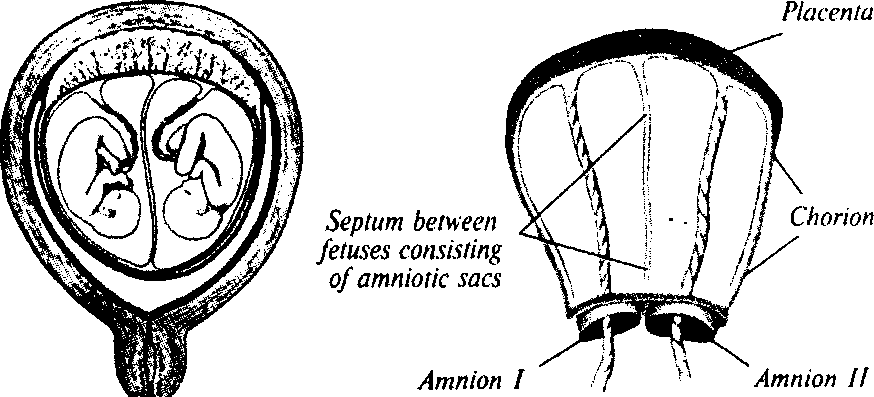 Placenta
Septum between
fetuses consisting
of amniotic sacs
Chorion
Amnion I
Amnion II